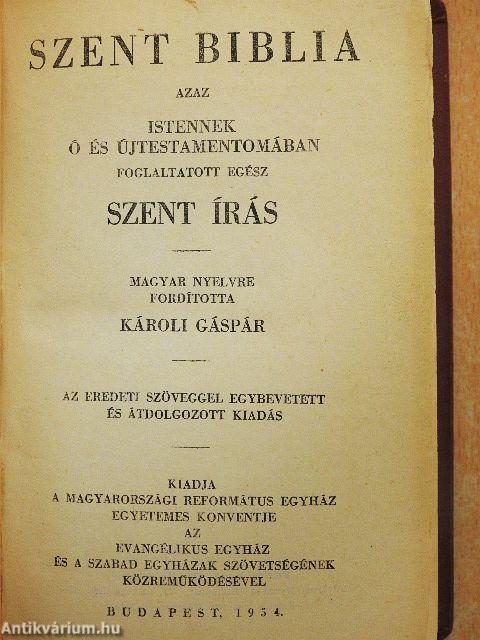 SZENT BIBLIA
AZAZ
ISTENNEK
Ó ÉS ÚJTESTAMENTOMÁBAN
FOGLALTATOTT EGÉSZ
SZENT ÍRÁS
MAGYAR NYELVRE
FORDÍTOTTA
KÁROLI GÁSPÁR
AZ EREDETI SZÖVEGGEL EGYBEVETETT
ÉS ÁTDOLGOZOTT KIADÁS
KIADJA
A MAGYARORSZÁGI REFORMÁTUS EGYHÁZ
EGYETEMES KONVENTJE
AZ
EVANGÉLIKUS EGYHÁZ
ÉS A SZABAD EGYHÁZAK SZÖVETSÉGÉNEK
KÖZREMŰKÖDÉSÉVEL
BUDAPEST, 1954.
Antikvárium.hu